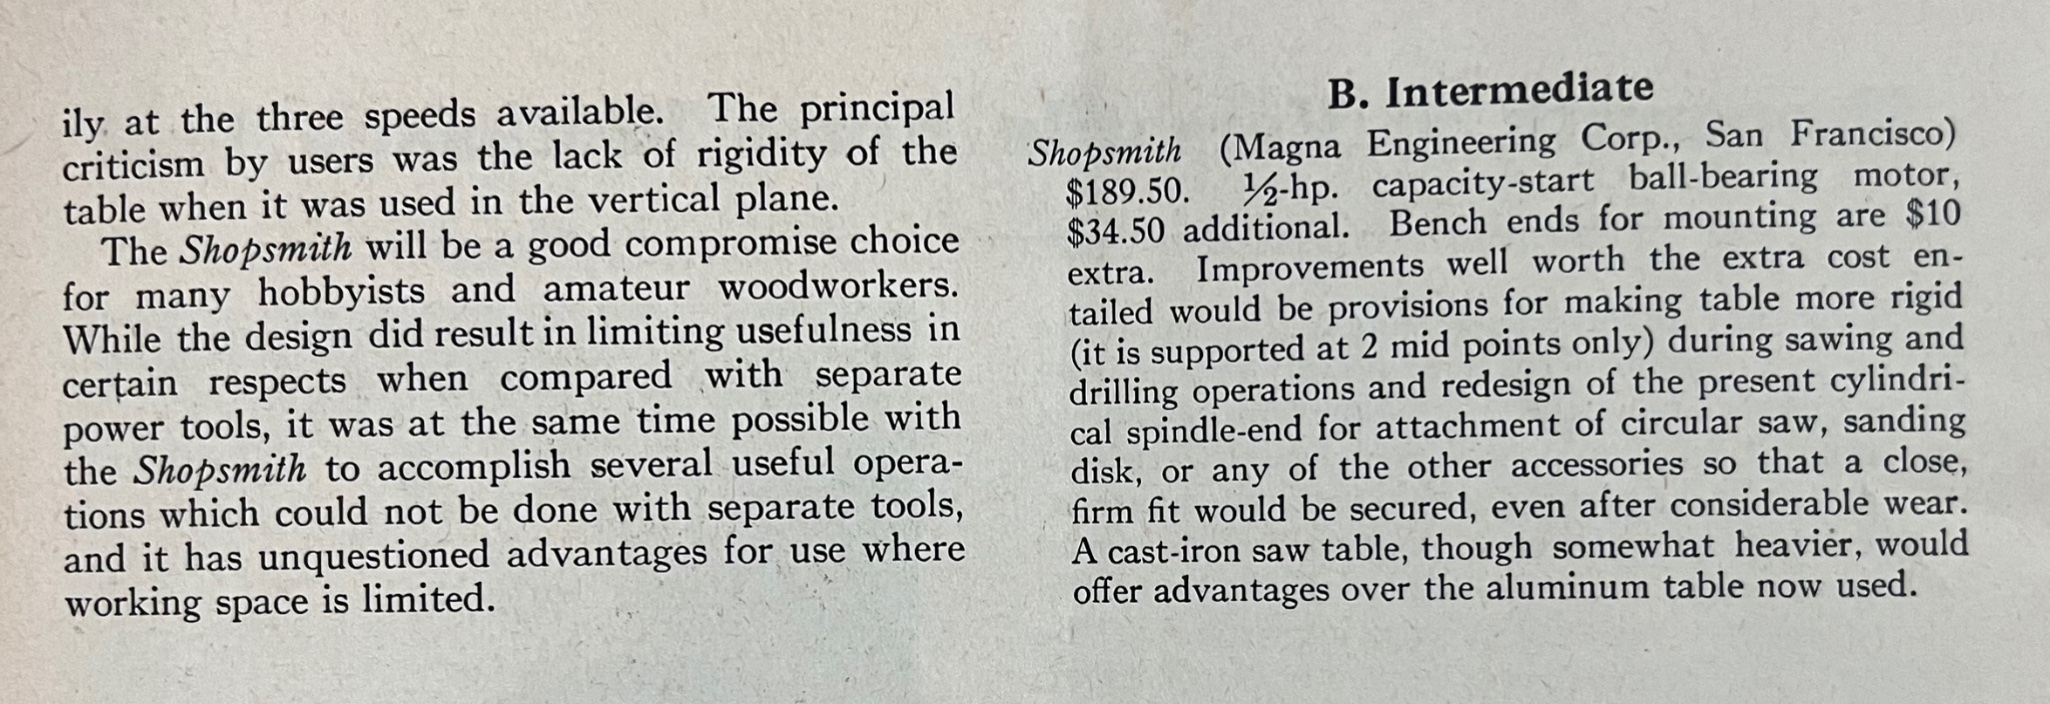 ily at the three speeds available. The principal
criticism by users was the lack of rigidity of the
table when it was used in the vertical plane.
The Shopsmith will be a good compromise choice
for many hobbyists and amateur woodworkers.
While the design did result in limiting usefulness in
certain respects when compared with separate
power tools, it was at the same time possible with
the Shopsmith to accomplish several useful opera-
tions which could not be done with separate tools,
and it has unquestioned advantages for use where
working space is limited.
B. Intermediate
Shopsmith (Magna Engineering Corp., San Francisco)
$189.50. ½-hp. capacity-start ball-bearing motor,
$34.50 additional. Bench ends for mounting are $10
extra. Improvements well worth the extra cost en-
tailed would be provisions for making table more rigid
(it is supported at 2 mid points only) during sawing and
drilling operations and redesign of the present cylindri-
cal spindle-end for attachment of circular saw, sanding
disk, or any of the other accessories so that a close,
firm fit would be secured, even after considerable wear.
A cast-iron saw table, though somewhat heavier, would
offer advantages over the aluminum table now used.